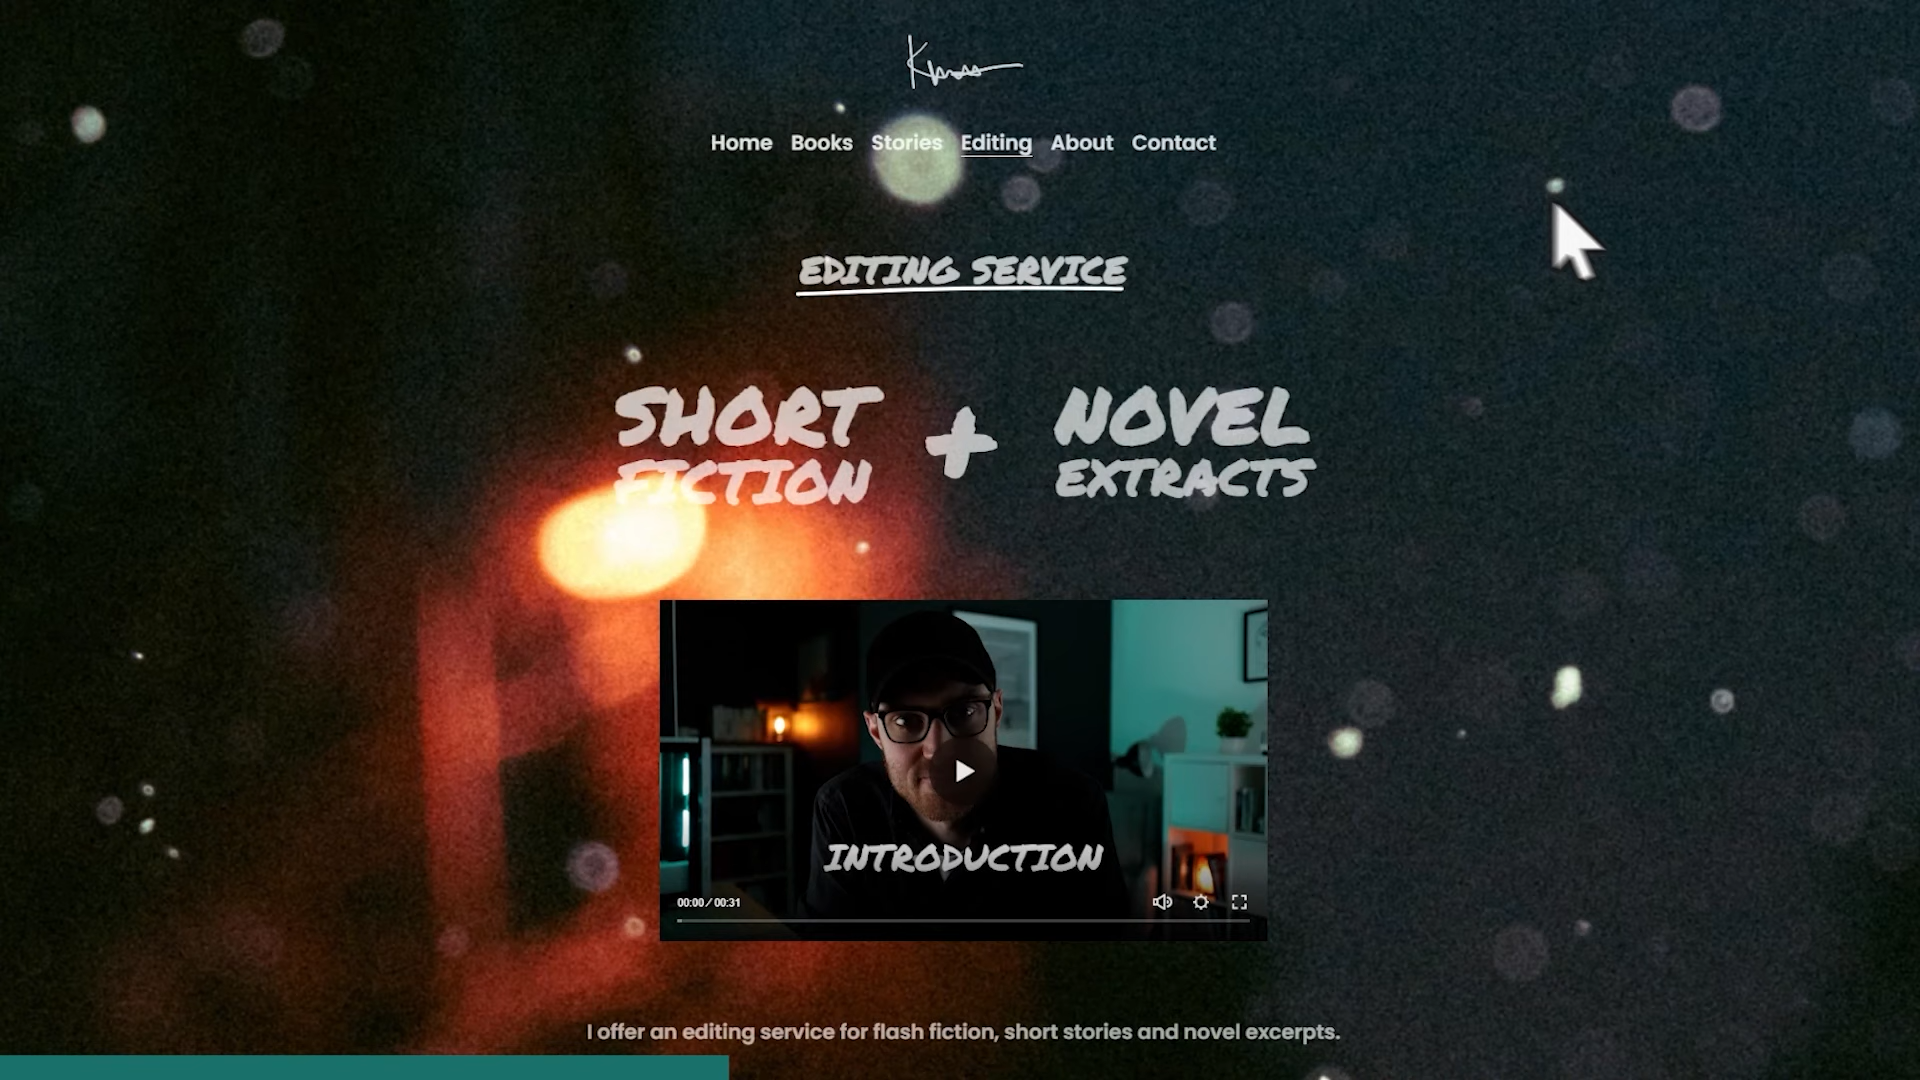 Home Books Stories Editing About Contact
EDITING SERVICE
SHORT
FICTION
+
NOVEL
EXTRACTS
INTRODUCTION
00:00 / 00:31
I offer an editing service for flash fiction, short stories and novel excerpts.